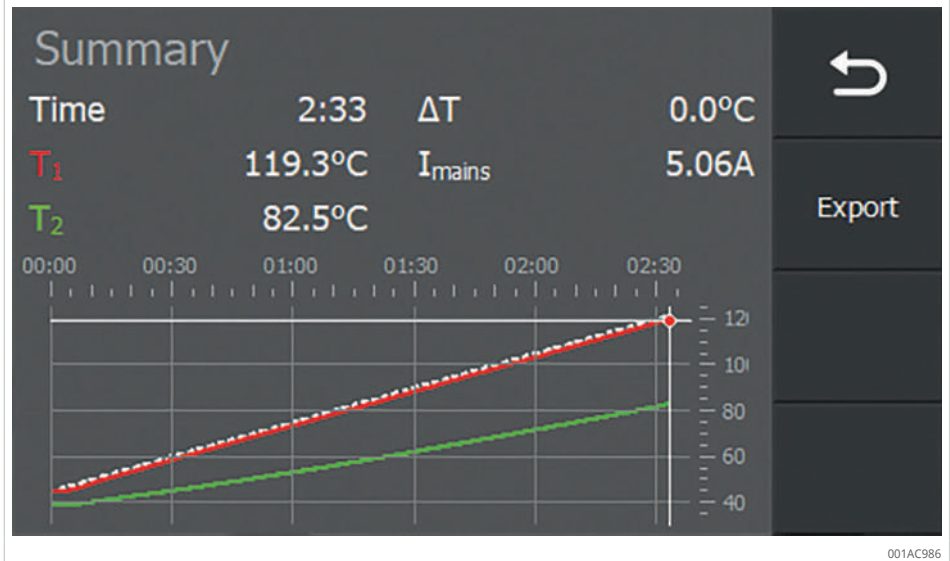 Summary
Time 2:33 ΔT 0.0°C
T1 119.3°C Imains 5.06A
T2 82.5°C
Export
00:00 00:30 01:00 01:30 02:00 02:30
80
60
40
001AC986